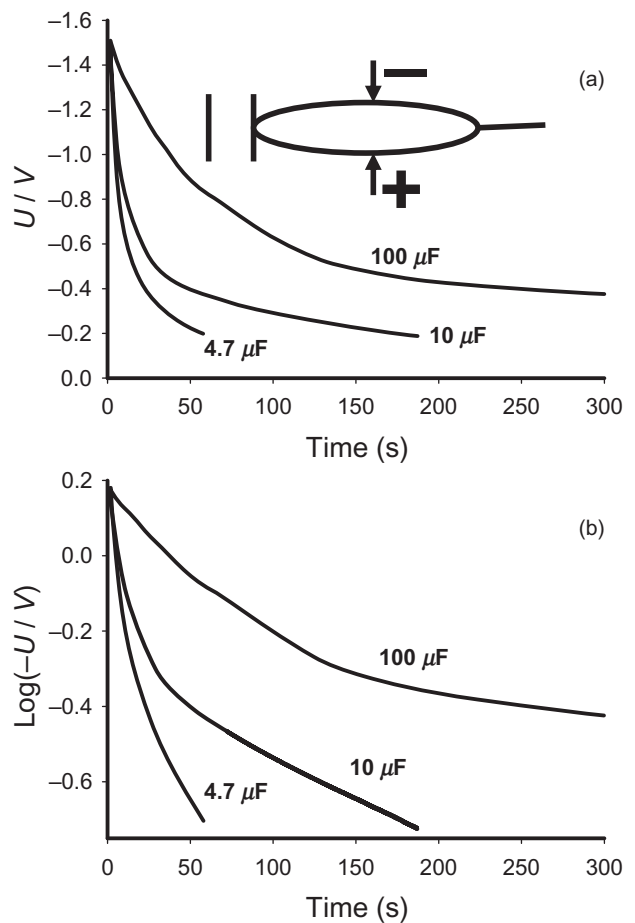 –1.6
–1.4
(a)
–1.2
–1.0
–0.8
–0.6
–0.4
–0.2
0.0
U / V
100 μF
10 μF
4.7 μF
0 50 100 150 200 250 300
Time (s)
0.2
(b)
0.0
–0.2
–0.4
–0.6
Log(–U / V)
100 μF
10 μF
4.7 μF
0 50 100 150 200 250 300
Time (s)